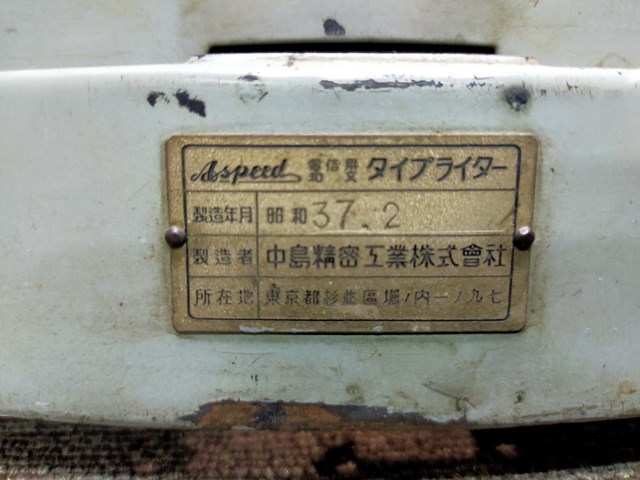 Aspeed 電信用和文 タイプライター
製造年月 昭和 37.2
製造者 中島精密工業株式會社
所在地 東京都杉並區堀ノ内一ノ九七